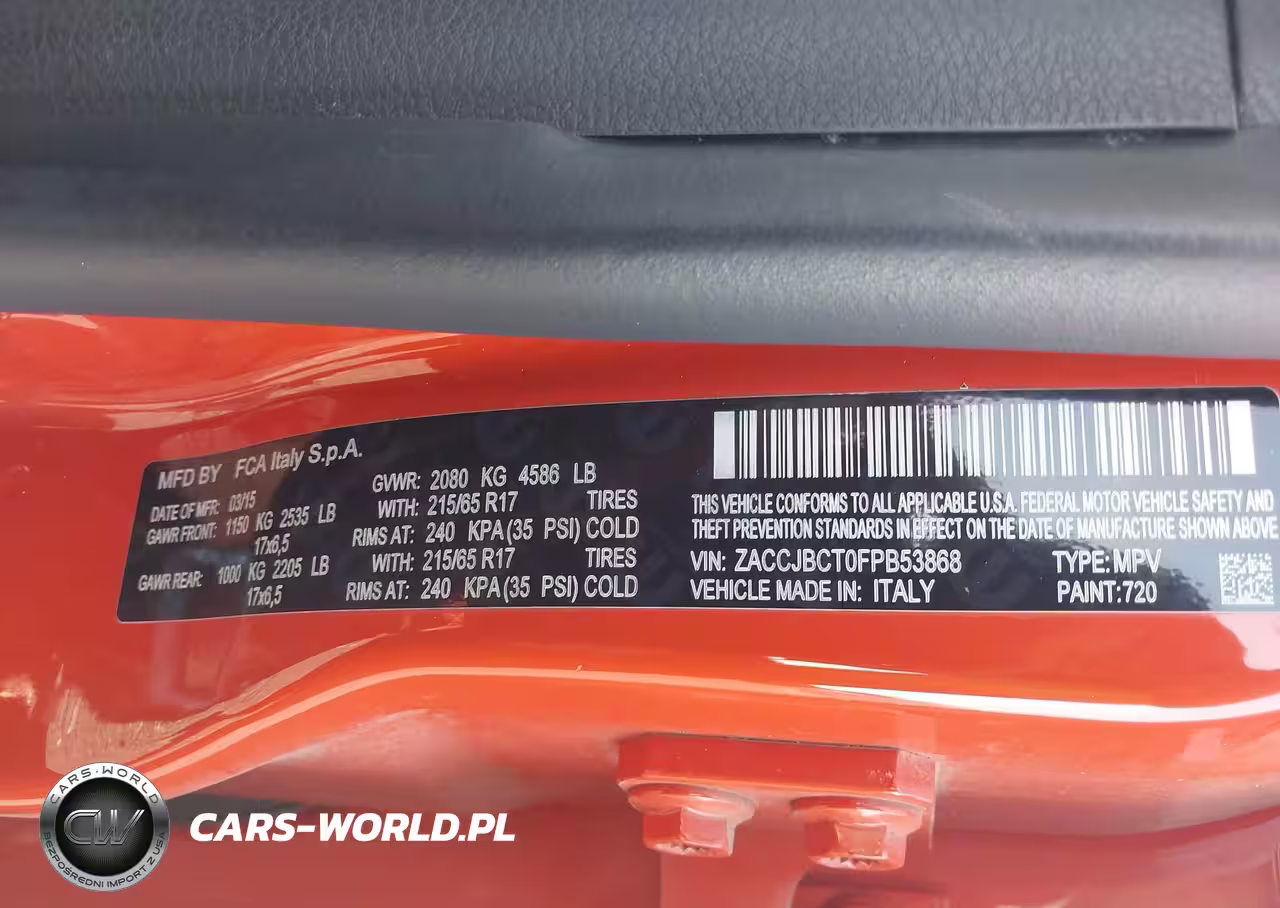 MFD BY FCA Italy S.p.A.
DATE OF MFR: 03/15
GAWR FRONT: 1150 KG 2535 LB
17x6,5
GAWR REAR: 1000 KG 2205 LB
17x6,5
GVWR: 2080 KG 4586 LB
WITH: 215/65 R17 TIRES
RIMS AT: 240 KPA(35 PSI) COLD
WITH: 215/65 R17 TIRES
RIMS AT: 240 KPA(35 PSI) COLD
THIS VEHICLE CONFORMS TO ALL APPLICABLE U.S.A. FEDERAL MOTOR VEHICLE SAFETY AND
THEFT PREVENTION STANDARDS IN EFFECT ON THE DATE OF MANUFACTURE SHOWN ABOVE
VIN: ZACCJBCT0FPB53868 TYPE:MPV
VEHICLE MADE IN: ITALY PAINT:720
CARS-WORLD
CW
BEZPOŚREDNI IMPORT Z USA
CARS-WORLD.PL